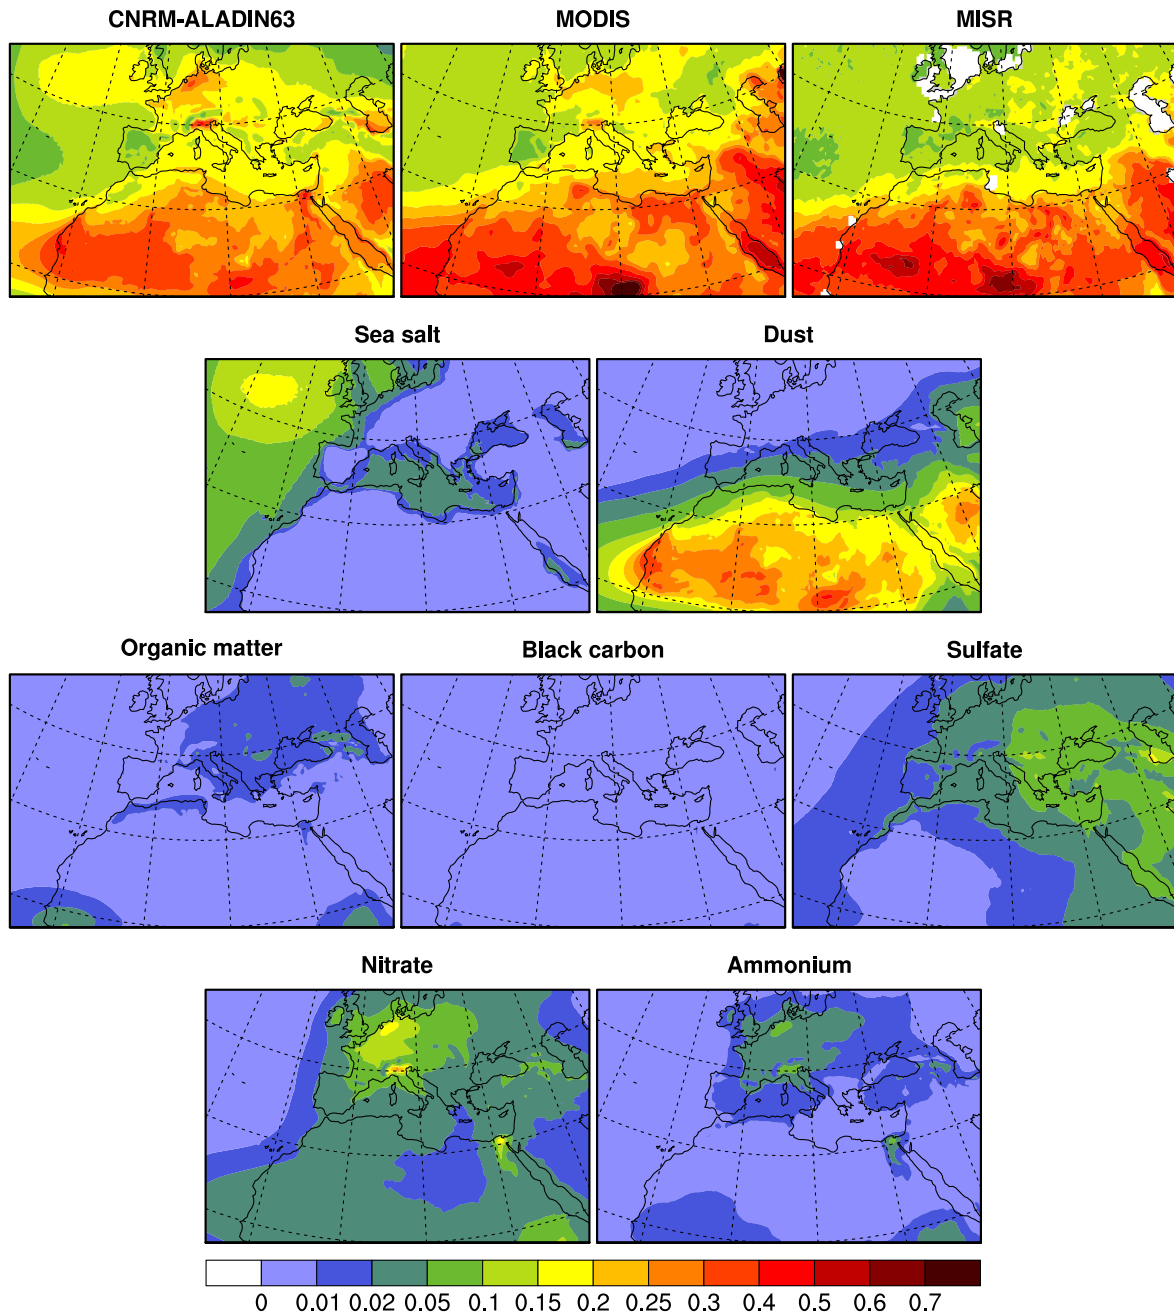 CNRM-ALADIN63 MODIS MISR
Sea salt Dust
Organic matter Black carbon Sulfate
Nitrate Ammonium
0 0.01 0.02 0.05 0.1 0.15 0.2 0.25 0.3 0.4 0.5 0.6 0.7